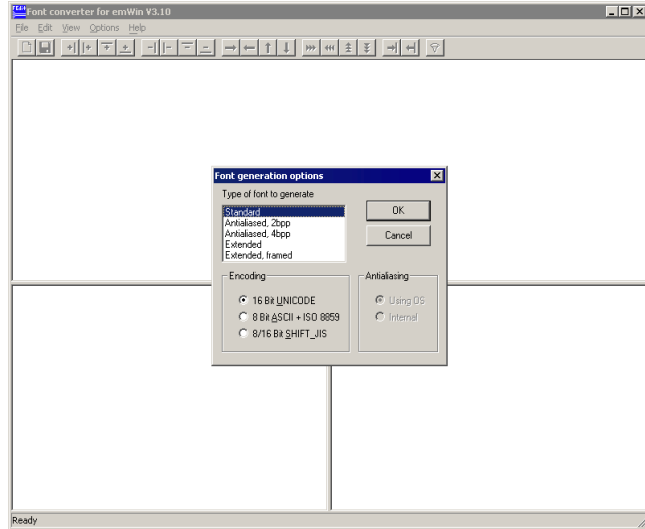 Font converter for emWin V3.10
File Edit View Options Help
Font generation options
Type of font to generate
Standard
Antialiased, 2bpp
Antialiased, 4bpp
Extended
Extended, framed
OK
Cancel
Encoding
16 Bit UNICODE
8 Bit ASCII + ISO 8859
8/16 Bit SHIFT_JIS
Antialiasing
Using OS
Internal
Ready